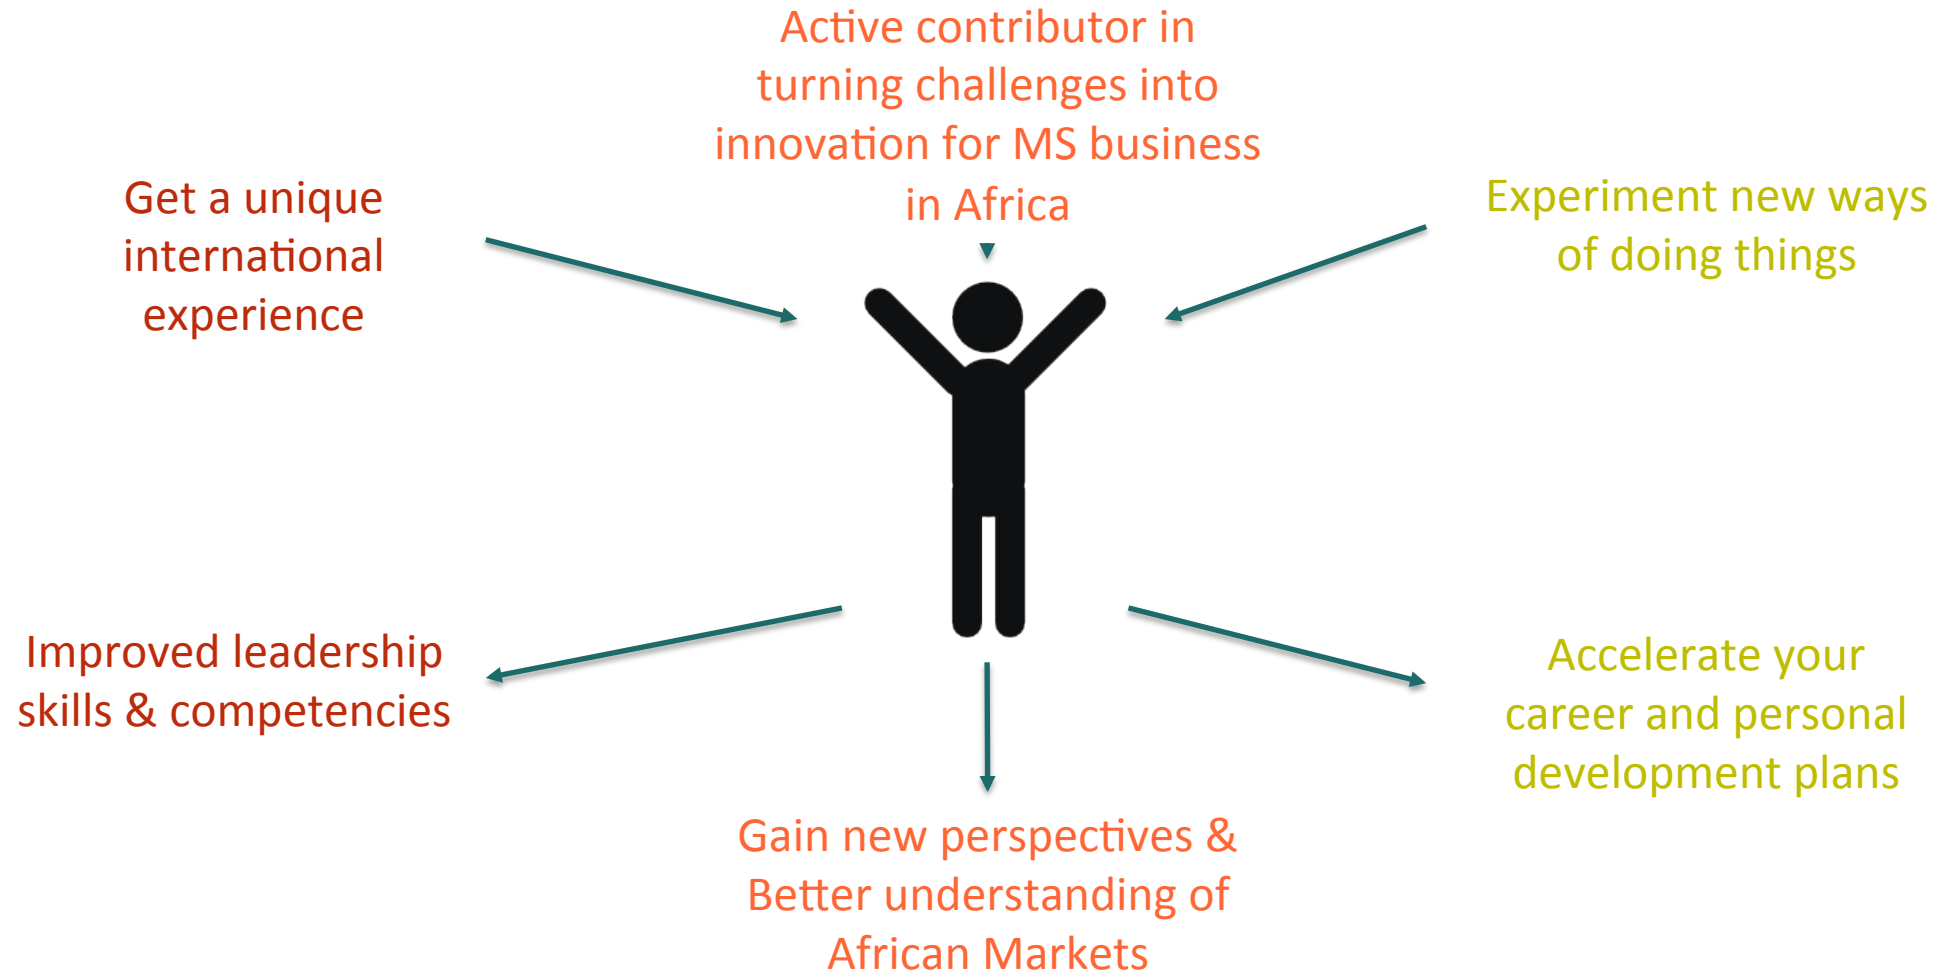 Active contributor in
turning challenges into
innovation for MS business
in Africa
Get a unique
international
experience
Experiment new ways
of doing things
Improved leadership
skills & competencies
Accelerate your
career and personal
development plans
Gain new perspectives &
Better understanding of
African Markets